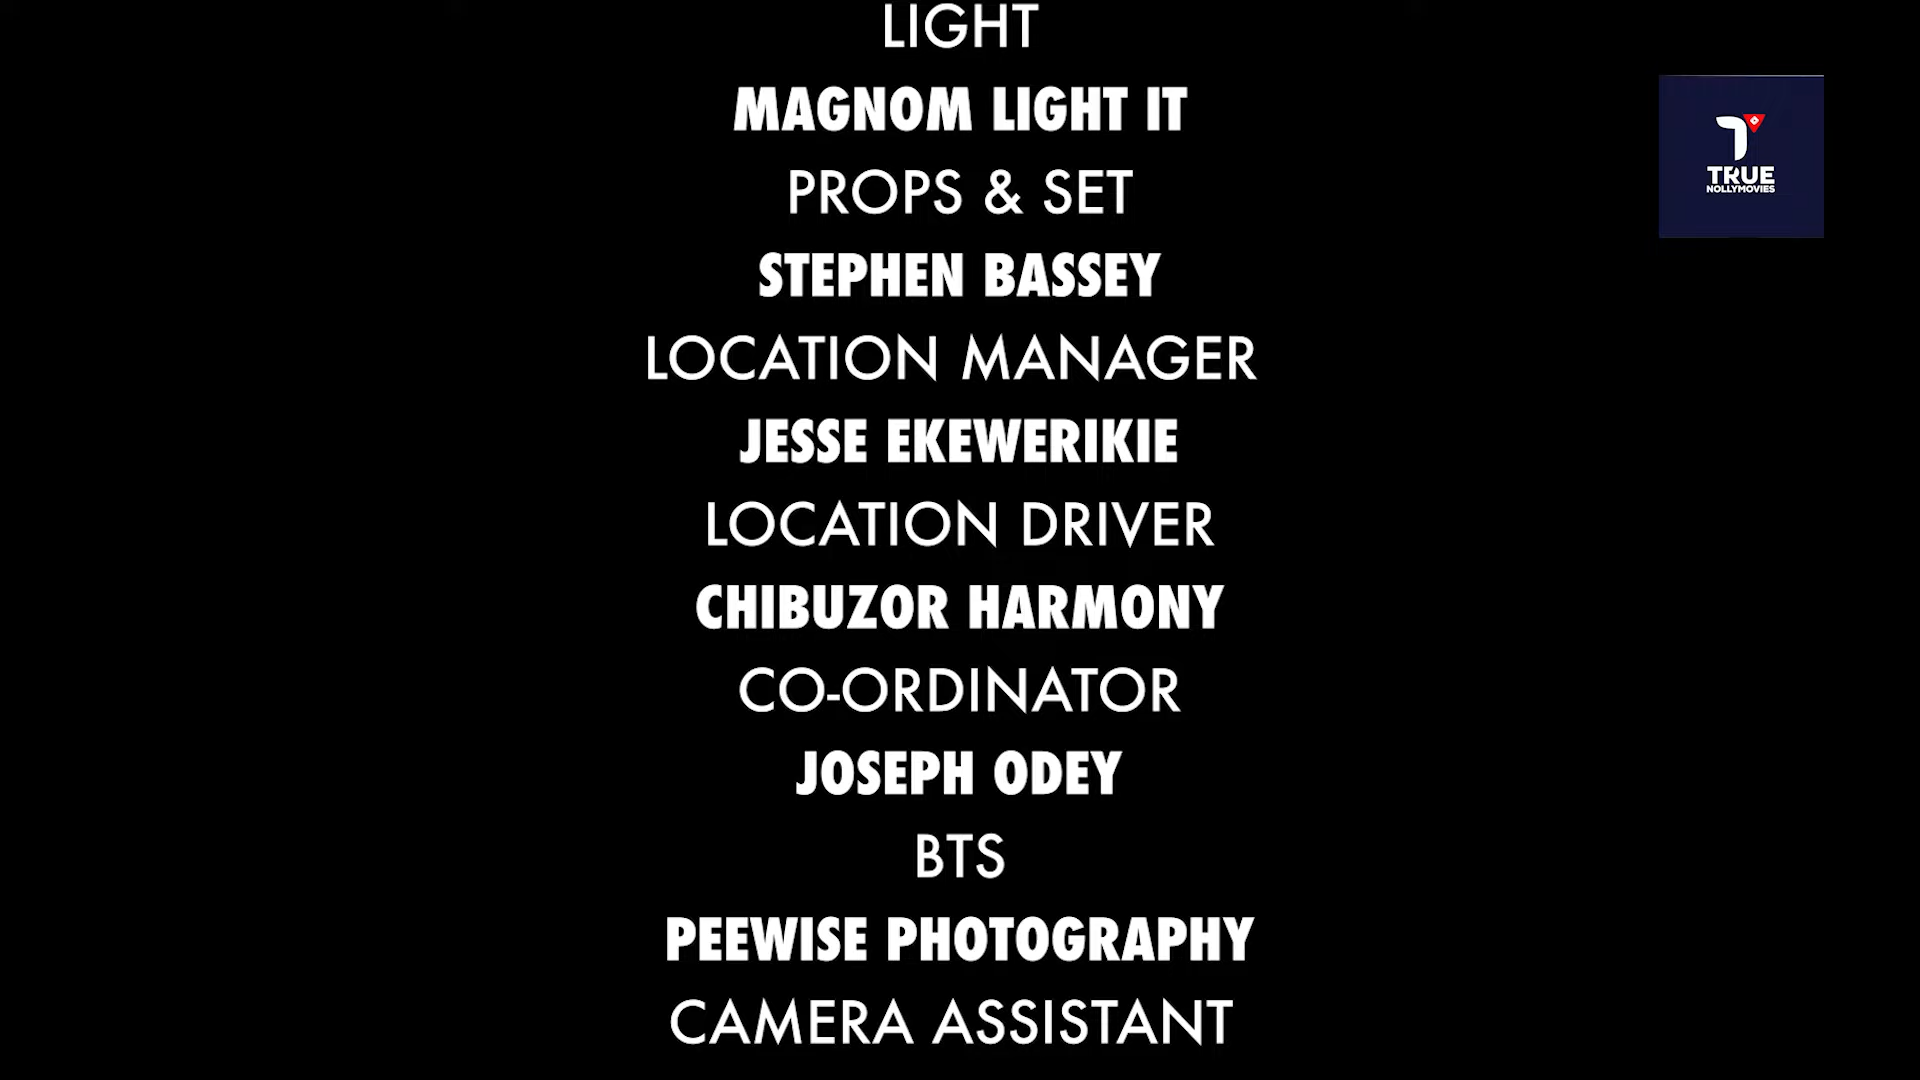 LIGHT
MAGNOM LIGHT IT
PROPS & SET
STEPHEN BASSEY
LOCATION MANAGER
JESSE EKEWERIKIE
LOCATION DRIVER
CHIBUZOR HARMONY
CO-ORDINATOR
JOSEPH ODEY
BTS
PEEWISE PHOTOGRAPHY
CAMERA ASSISTANT
TRUE
NOLLYMOVIES